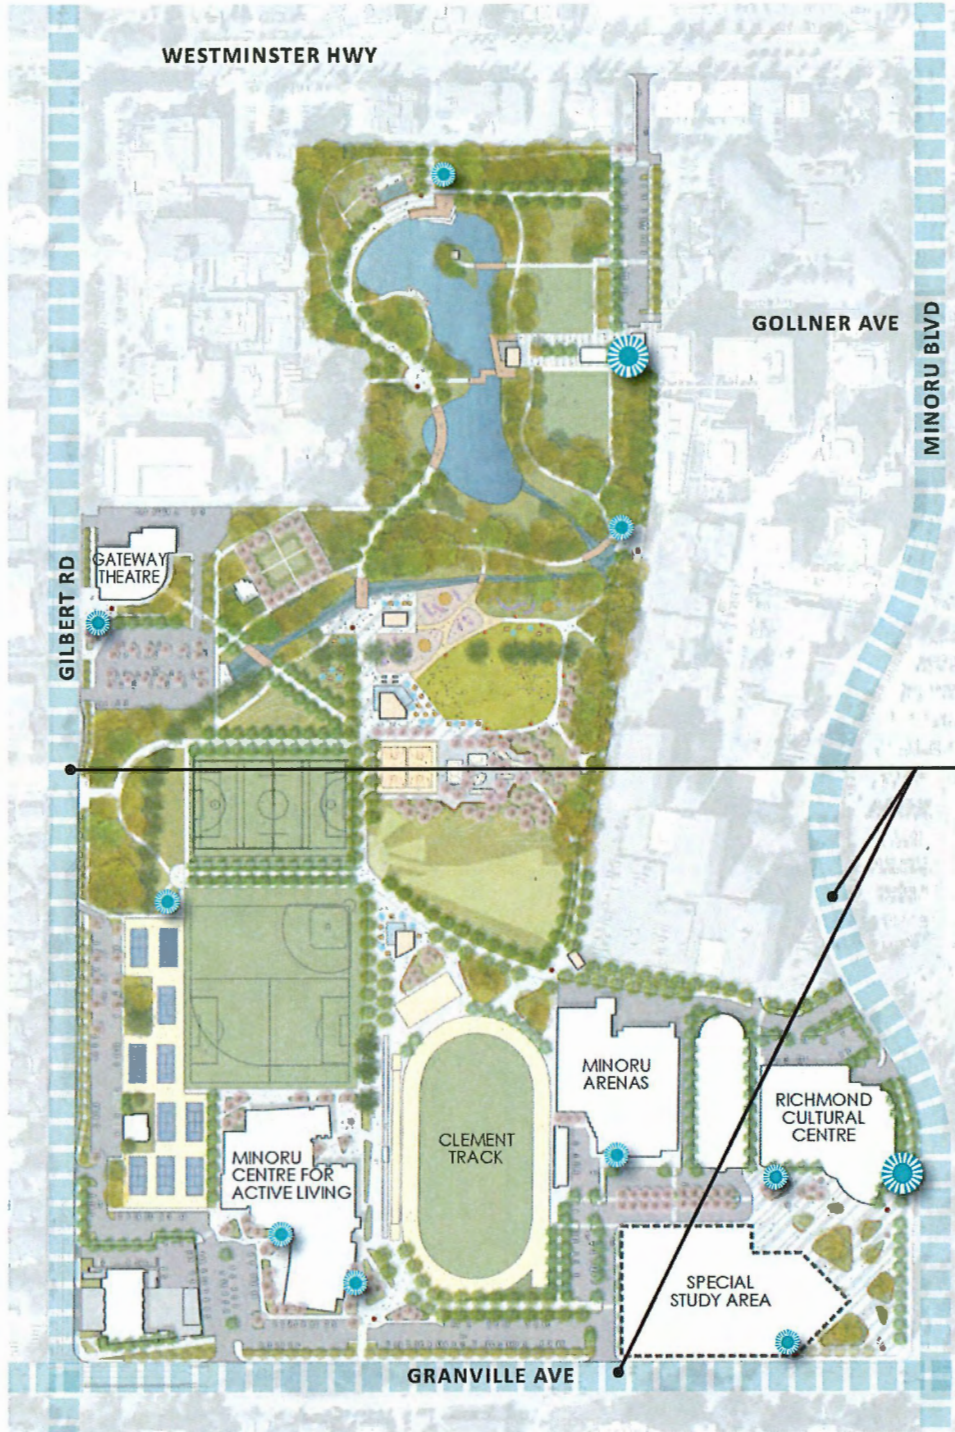 WESTMINSTER HWY
GOLLNER AVE
MINORU BLVD
GATEWAY
THEATRE
GILBERT RD
MINORU
ARENAS
RICHMOND
CULTURAL
CENTRE
CLEMENT
TRACK
MINORU
CENTRE FOR
ACTIVE LIVING
SPECIAL
STUDY AREA
GRANVILLE AVE